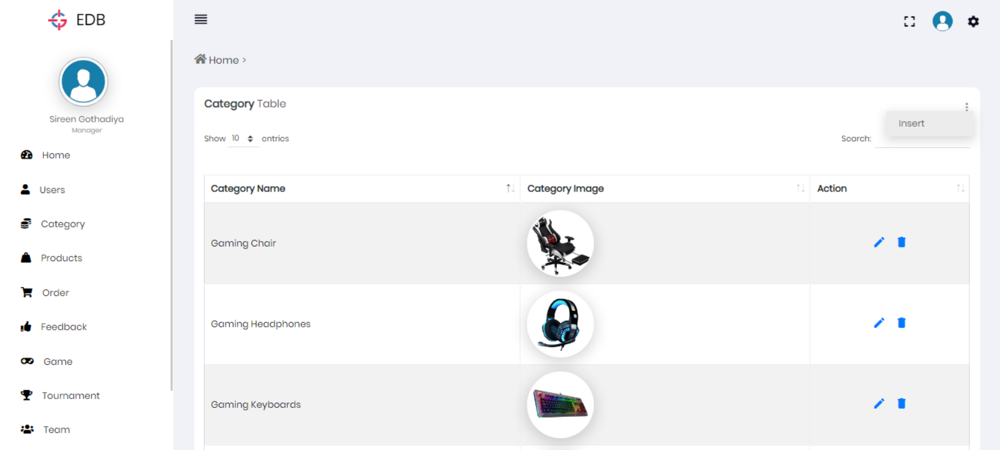 EDB
Sireen Gothadiya
Manager
Home
Users
Category
Products
Order
Feedback
Game
Tournament
Team
Home >
Category Table
Insert
Show 10 entries
Search:
Category Name Category Image Action
Gaming Chair
Gaming Headphones
Gaming Keyboards